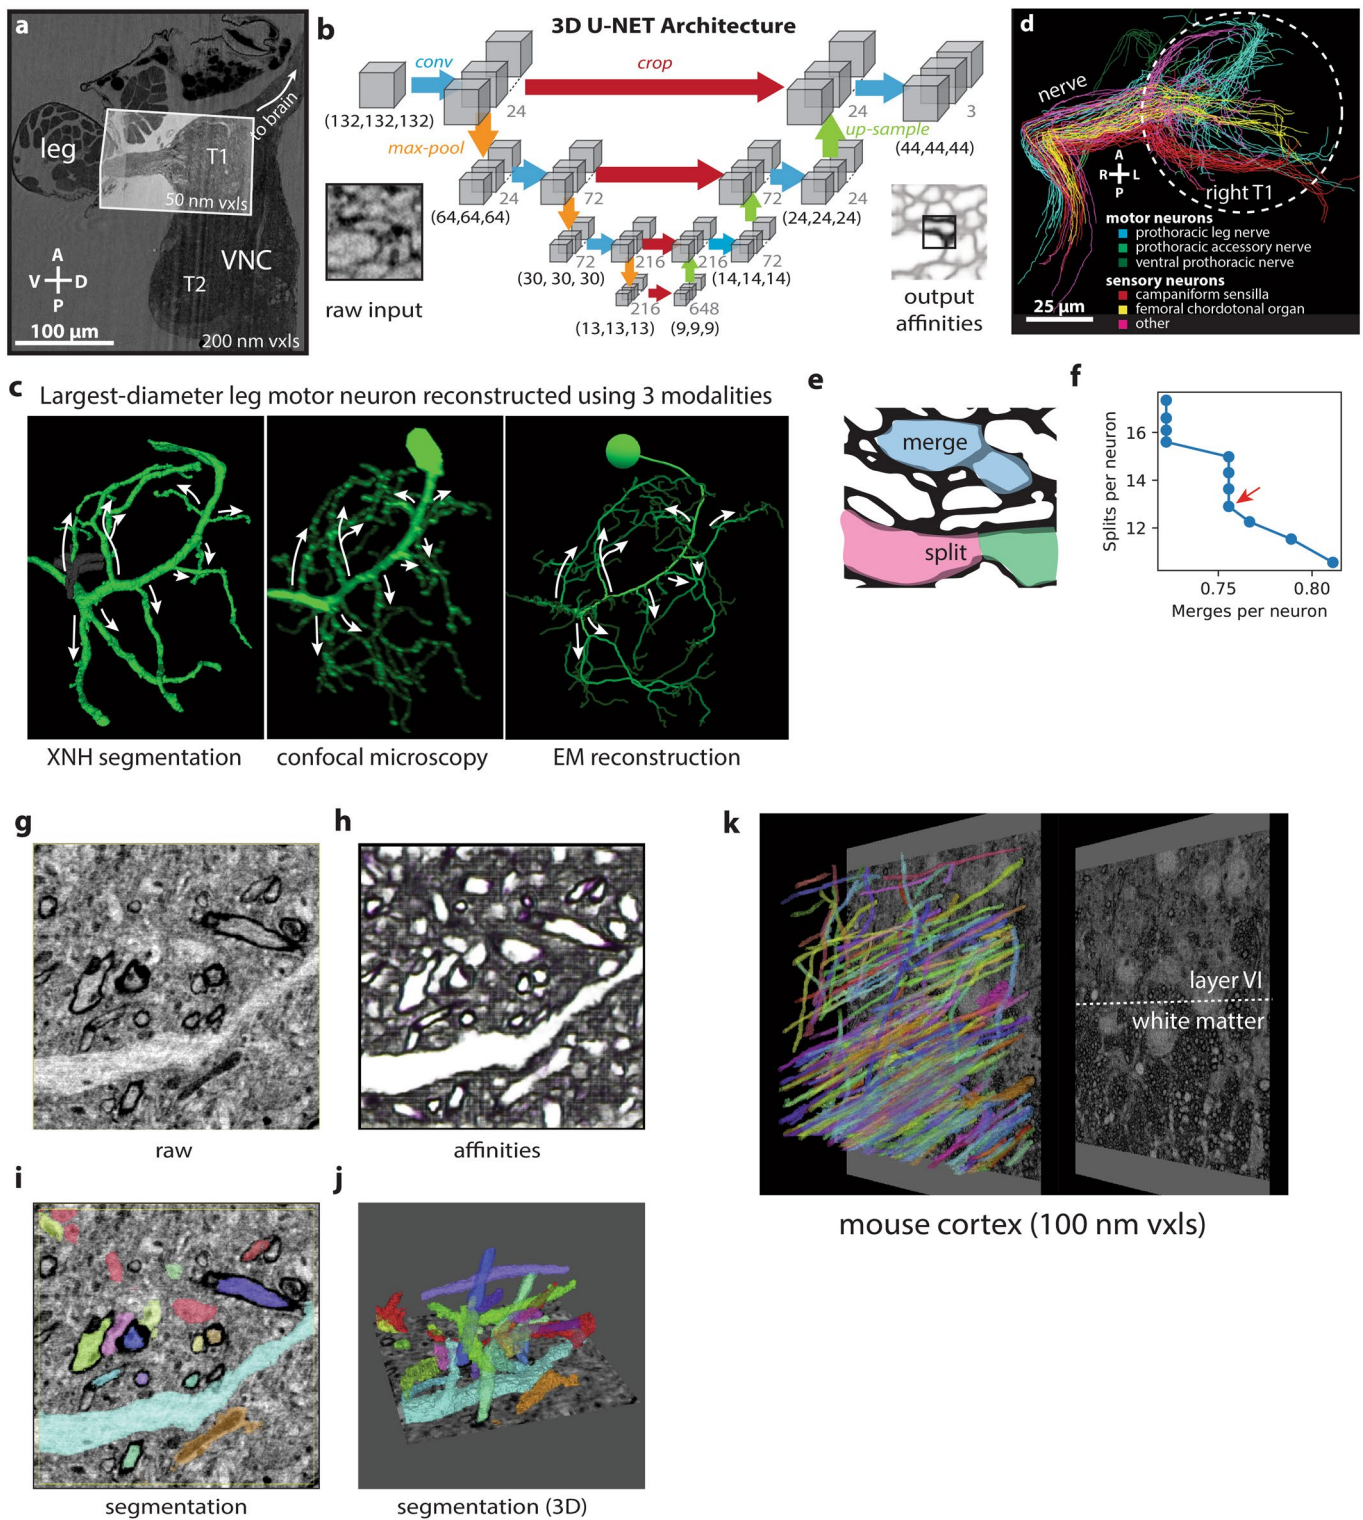 a
leg
T1
50 nm vxls
to brain
VNC
T2
A
V D
P
100 µm
200 nm vxls
b
3D U-NET Architecture
conv
crop
(132,132,132)
24
24
3
max-pool
up-sample
(44,44,44)
24
72
72
24
(64,64,64)
(24,24,24)
72
216
216
72
(30, 30, 30)
(14,14,14)
216
648
(13,13,13)
(9,9,9)
raw input
output
affinities
d
nerve
A
R L
P
right T1
motor neurons
prothoracic leg nerve
prothoracic accessory nerve
ventral prothoracic nerve
sensory neurons
campaniform sensilla
femoral chordotonal organ
other
25 µm
c
Largest-diameter leg motor neuron reconstructed using 3 modalities
XNH segmentation
confocal microscopy
EM reconstruction
e
merge
split
f
Splits per neuron
16
14
12
0.75
0.80
Merges per neuron
g
raw
h
affinities
i
segmentation
j
segmentation (3D)
k
layer VI
white matter
mouse cortex (100 nm vxls)